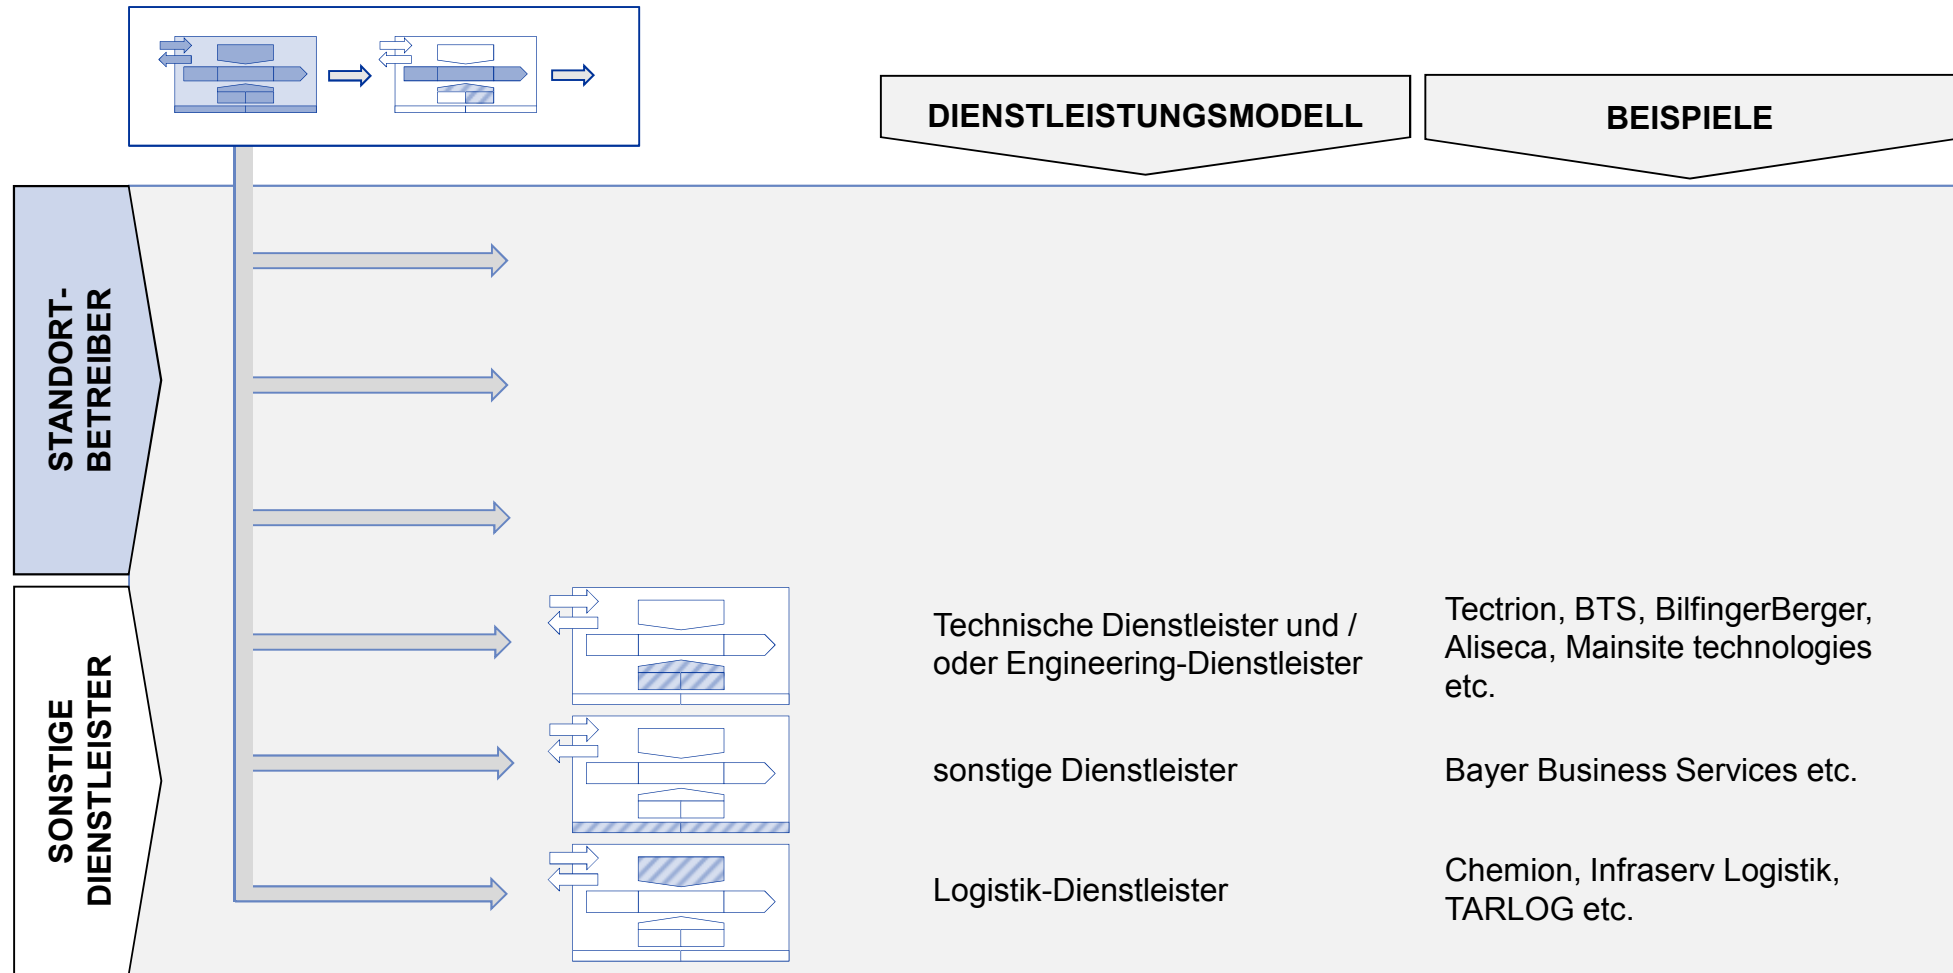 DIENSTLEISTUNGSMODELL
BEISPIELE
STANDORT-
BETREIBER
SONSTIGE
DIENSTLEISTER
Technische Dienstleister und /
oder Engineering-Dienstleister
Tectrion, BTS, BilfingerBerger,
Aliseca, Mainsite technologies
etc.
sonstige Dienstleister
Bayer Business Services etc.
Logistik-Dienstleister
Chemion, Infraserv Logistik,
TARLOG etc.